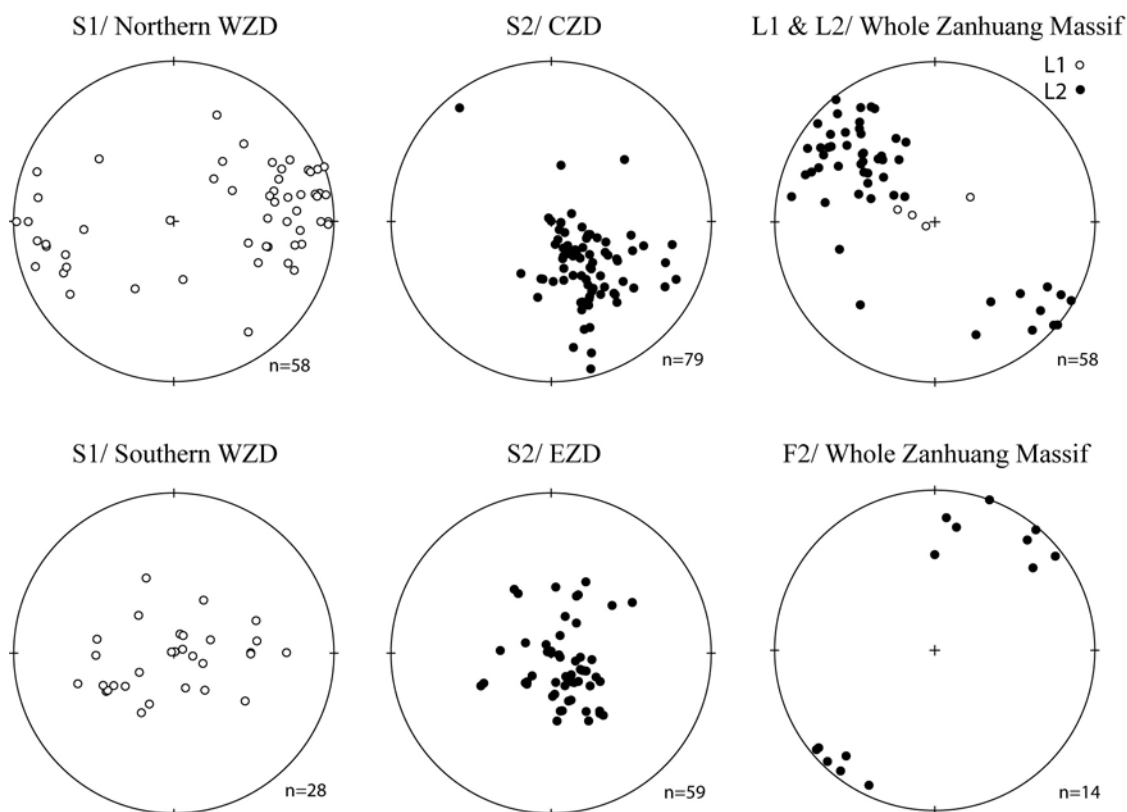 S1/ Northern WZD
n=58
S2/ CZD
n=79
L1 & L2/ Whole Zanhuang Massif
L1
L2
n=58
S1/ Southern WZD
n=28
S2/ EZD
n=59
F2/ Whole Zanhuang Massif
n=14